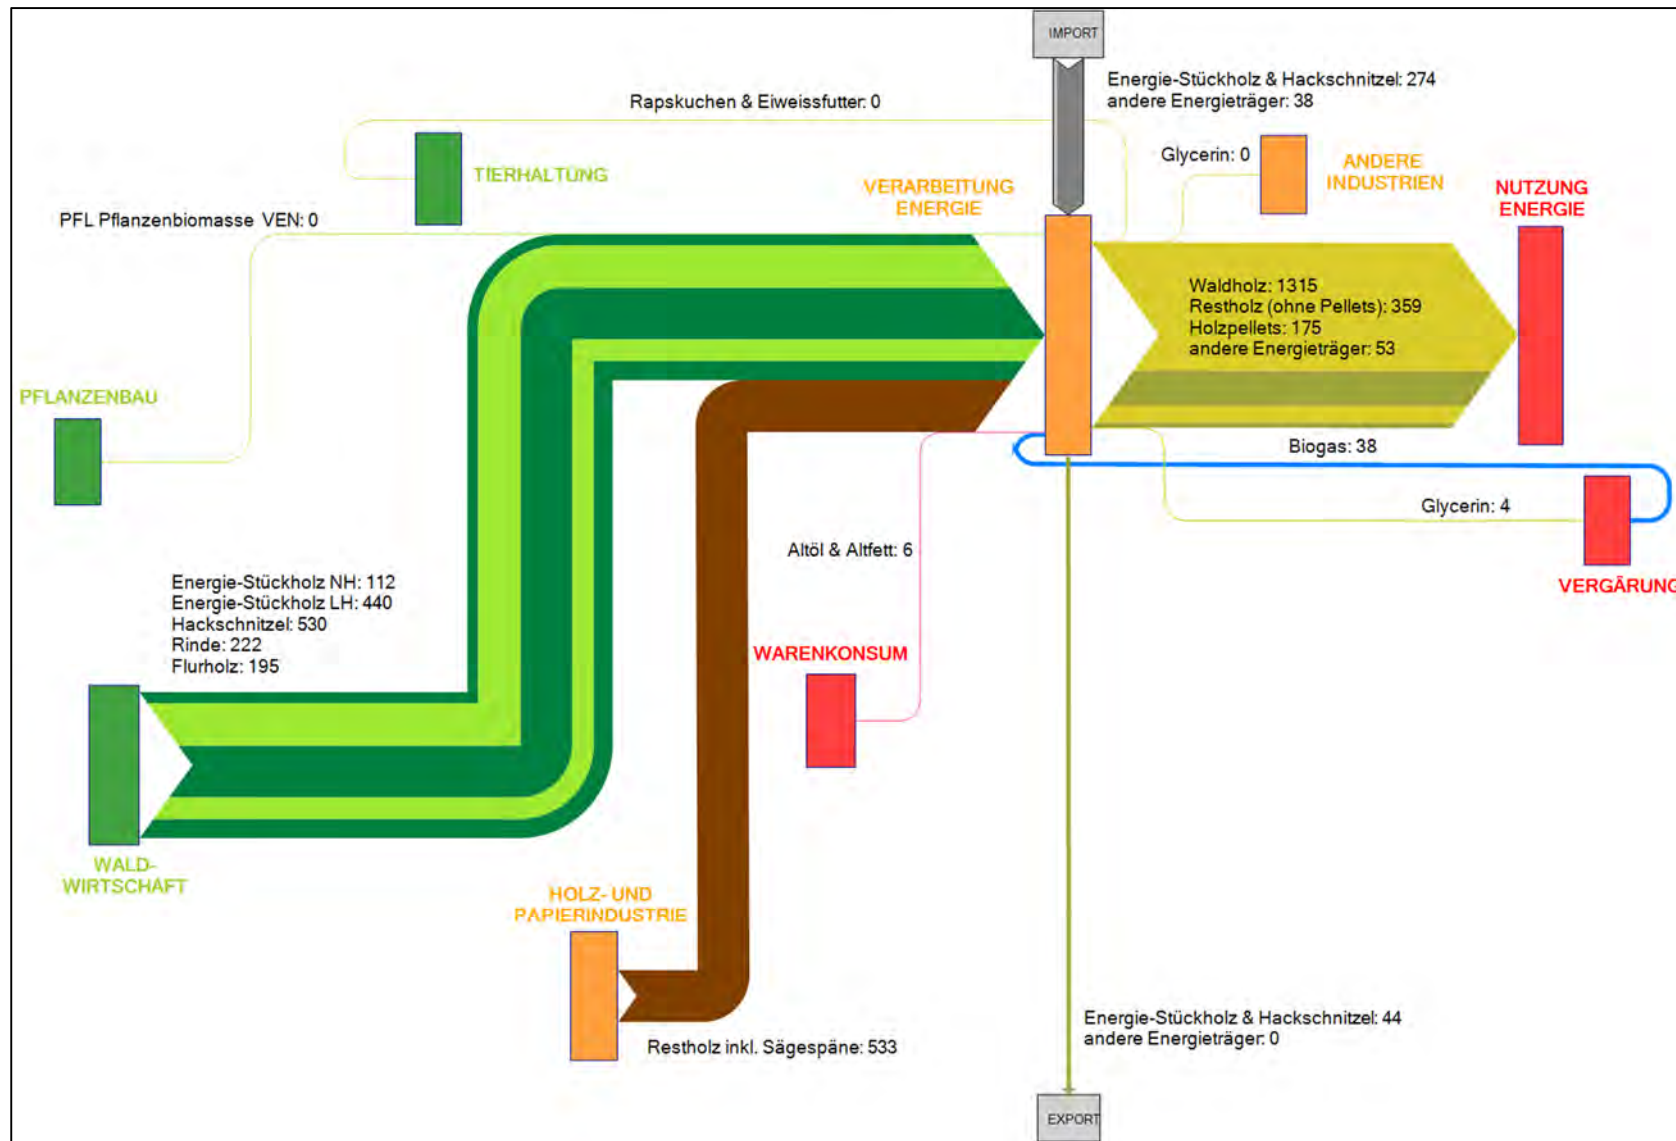 IMPORT
Energie-Stückholz & Hackschnitzel: 274
andere Energieträger: 38
Rapskuchen & Eiweissfutter: 0
TIERHALTUNG
Glycerin: 0
ANDERE
INDUSTRIEN
VERARBEITUNG
ENERGIE
NUTZUNG
ENERGIE
PFL Pflanzenbiomasse VEN: 0
Waldholz: 1315
Restholz (ohne Pellets): 359
Holzpellets: 175
andere Energieträger: 53
PFLANZENBAU
Biogas: 38
Glycerin: 4
Altöl & Altfett: 6
VERGÄRUNG
Energie-Stückholz NH: 112
Energie-Stückholz LH: 440
Hackschnitzel: 530
Rinde: 222
Flurholz: 195
WARENKONSUM
WALD-
WIRTSCHAFT
HOLZ- UND
PAPIERINDUSTRIE
Restholz inkl. Sägespäne: 533
Energie-Stückholz & Hackschnitzel: 44
andere Energieträger: 0
EXPORT